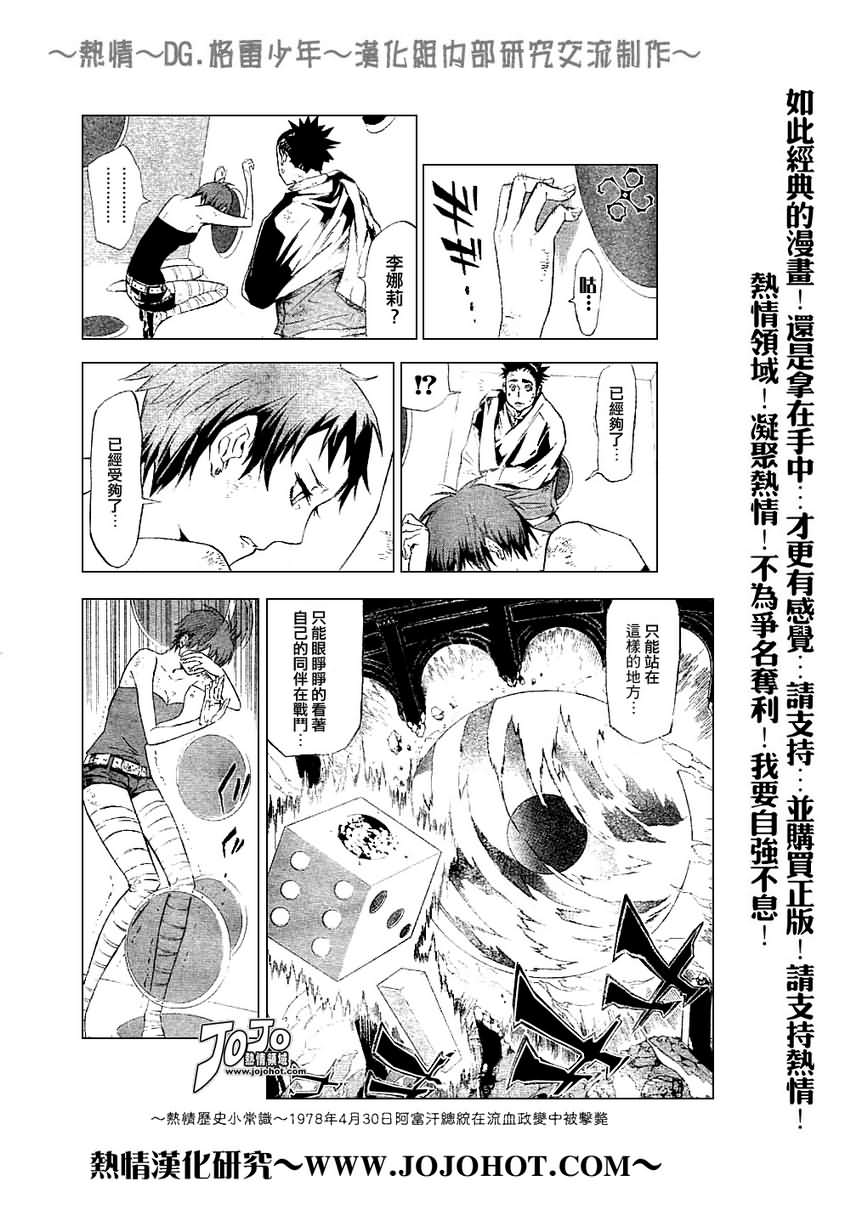 ～熱情～DG.格雷少年～漢化組内部研究交流制作～
如此經典的漫畫！還是拿在手中…才更有感覺…請支持…並購買正版！請支持熱情！
熱情領域！凝聚熱情！不為爭名奪利！我要自強不息！
咕…
李娜莉？
………
………
已經夠了…
!?
已經受夠了…
只能站在
這樣的地方…
只能眼睜睜的看著
自己的同伴在戰鬥…
JOJO
熱情領域
www.jojohot.com
～熱情歷史小常識～1978年4月30日阿富汗總統在流血政變中被擊斃
熱情漢化研究～WWW.JOJOHOT.COM～